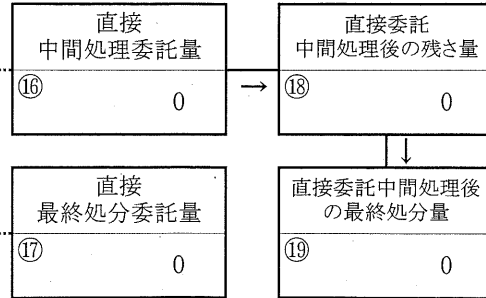 直接
中間処理委託量
⑯
0
→
直接委託
中間処理後の残さ量
⑱
0
↓
直接
最終処分委託量
⑰
0
直接委託中間処理後
の最終処分量
⑲
0